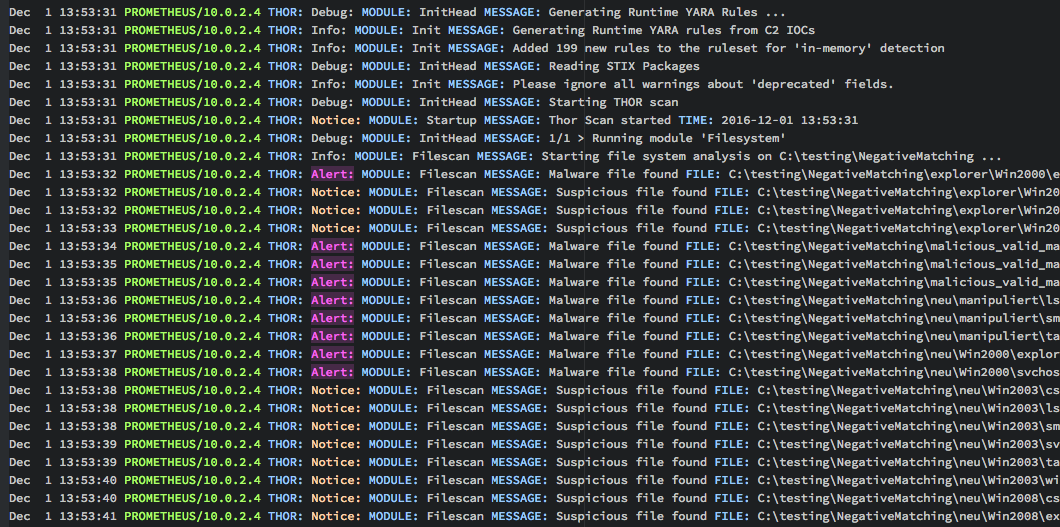 Dec  1 13:53:31 PROMETHEUS/10.0.2.4 THOR: Debug: MODULE: InitHead MESSAGE: Generating Runtime YARA Rules ...
Dec  1 13:53:31 PROMETHEUS/10.0.2.4 THOR: Info: MODULE: Init MESSAGE: Generating Runtime YARA rules from C2 IOCs
Dec  1 13:53:31 PROMETHEUS/10.0.2.4 THOR: Info: MODULE: Init MESSAGE: Added 199 new rules to the ruleset for 'in-memory' detection
Dec  1 13:53:31 PROMETHEUS/10.0.2.4 THOR: Debug: MODULE: InitHead MESSAGE: Reading STIX Packages
Dec  1 13:53:31 PROMETHEUS/10.0.2.4 THOR: Info: MODULE: Init MESSAGE: Please ignore all warnings about 'deprecated' fields.
Dec  1 13:53:31 PROMETHEUS/10.0.2.4 THOR: Debug: MODULE: InitHead MESSAGE: Starting THOR scan
Dec  1 13:53:31 PROMETHEUS/10.0.2.4 THOR: Notice: MODULE: Startup MESSAGE: Thor Scan started TIME: 2016-12-01 13:53:31
Dec  1 13:53:31 PROMETHEUS/10.0.2.4 THOR: Debug: MODULE: InitHead MESSAGE: 1/1 > Running module 'Filesystem'
Dec  1 13:53:31 PROMETHEUS/10.0.2.4 THOR: Info: MODULE: Filescan MESSAGE: Starting file system analysis on C:\testing\NegativeMatching ...
Dec  1 13:53:32 PROMETHEUS/10.0.2.4 THOR: Alert: MODULE: Filescan MESSAGE: Malware file found FILE: C:\testing\NegativeMatching\explorer\Win2000\e
Dec  1 13:53:32 PROMETHEUS/10.0.2.4 THOR: Notice: MODULE: Filescan MESSAGE: Suspicious file found FILE: C:\testing\NegativeMatching\explorer\Win20
Dec  1 13:53:32 PROMETHEUS/10.0.2.4 THOR: Notice: MODULE: Filescan MESSAGE: Suspicious file found FILE: C:\testing\NegativeMatching\explorer\Win20
Dec  1 13:53:33 PROMETHEUS/10.0.2.4 THOR: Notice: MODULE: Filescan MESSAGE: Suspicious file found FILE: C:\testing\NegativeMatching\explorer\Win20
Dec  1 13:53:34 PROMETHEUS/10.0.2.4 THOR: Alert: MODULE: Filescan MESSAGE: Malware file found FILE: C:\testing\NegativeMatching\malicious_valid_ma
Dec  1 13:53:35 PROMETHEUS/10.0.2.4 THOR: Alert: MODULE: Filescan MESSAGE: Malware file found FILE: C:\testing\NegativeMatching\malicious_valid_ma
Dec  1 13:53:35 PROMETHEUS/10.0.2.4 THOR: Alert: MODULE: Filescan MESSAGE: Malware file found FILE: C:\testing\NegativeMatching\malicious_valid_ma
Dec  1 13:53:36 PROMETHEUS/10.0.2.4 THOR: Alert: MODULE: Filescan MESSAGE: Malware file found FILE: C:\testing\NegativeMatching\neu\manipuliert\ls
Dec  1 13:53:36 PROMETHEUS/10.0.2.4 THOR: Alert: MODULE: Filescan MESSAGE: Malware file found FILE: C:\testing\NegativeMatching\neu\manipuliert\sm
Dec  1 13:53:36 PROMETHEUS/10.0.2.4 THOR: Alert: MODULE: Filescan MESSAGE: Malware file found FILE: C:\testing\NegativeMatching\neu\manipuliert\ta
Dec  1 13:53:37 PROMETHEUS/10.0.2.4 THOR: Alert: MODULE: Filescan MESSAGE: Malware file found FILE: C:\testing\NegativeMatching\neu\Win2000\explor
Dec  1 13:53:38 PROMETHEUS/10.0.2.4 THOR: Alert: MODULE: Filescan MESSAGE: Malware file found FILE: C:\testing\NegativeMatching\neu\Win2000\svchos
Dec  1 13:53:38 PROMETHEUS/10.0.2.4 THOR: Notice: MODULE: Filescan MESSAGE: Suspicious file found FILE: C:\testing\NegativeMatching\neu\Win2003\cs
Dec  1 13:53:38 PROMETHEUS/10.0.2.4 THOR: Notice: MODULE: Filescan MESSAGE: Suspicious file found FILE: C:\testing\NegativeMatching\neu\Win2003\ls
Dec  1 13:53:38 PROMETHEUS/10.0.2.4 THOR: Notice: MODULE: Filescan MESSAGE: Suspicious file found FILE: C:\testing\NegativeMatching\neu\Win2003\sm
Dec  1 13:53:39 PROMETHEUS/10.0.2.4 THOR: Notice: MODULE: Filescan MESSAGE: Suspicious file found FILE: C:\testing\NegativeMatching\neu\Win2003\sv
Dec  1 13:53:39 PROMETHEUS/10.0.2.4 THOR: Notice: MODULE: Filescan MESSAGE: Suspicious file found FILE: C:\testing\NegativeMatching\neu\Win2003\ta
Dec  1 13:53:40 PROMETHEUS/10.0.2.4 THOR: Notice: MODULE: Filescan MESSAGE: Suspicious file found FILE: C:\testing\NegativeMatching\neu\Win2003\wi
Dec  1 13:53:40 PROMETHEUS/10.0.2.4 THOR: Notice: MODULE: Filescan MESSAGE: Suspicious file found FILE: C:\testing\NegativeMatching\neu\Win2008\cs
Dec  1 13:53:41 PROMETHEUS/10.0.2.4 THOR: Notice: MODULE: Filescan MESSAGE: Suspicious file found FILE: C:\testing\NegativeMatching\neu\Win2008\ex